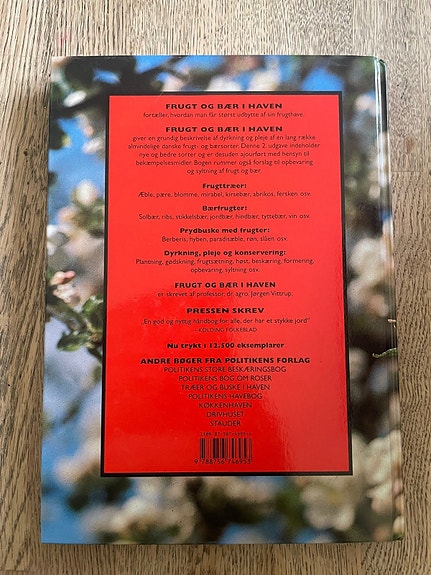 FRUGT OG BÆR I HAVEN
fortæller, hvordan man får størst udbytte af sin frugthave.
FRUGT OG BÆR I HAVEN
giver en grundig beskrivelse af dyrkning og pleje af en lang række
almindelige danske frugt- og bærsorter. Denne 2. udgave indeholder
nye og bedre sorter og er desuden ajourført med hensyn til
bekæmpelsesmidler. Bogen rummer også forslag til opbevaring
og syltning af frugt og bær.
Frugttræer:
Æble, pære, blomme, mirabel, kirsebær, abrikos, fersken osv.
Bærfrugter:
Solbær, ribs, stikkelsbær, jordbær, hindbær, tyttebær, vin osv.
Prydbuske med frugter:
Berberis, hyben, paradisæble, røn, slåen osv.
Dyrkning, pleje og konservering:
Plantning, gødskning, frugtsætning, høst, beskæring, formering,
opbevaring, syltning osv.
FRUGT OG BÆR I HAVEN
er skrevet af professor, dr. agro. Jørgen Vittrup.
PRESSEN SKREV
„En god og nyttig håndbog for alle, der har et stykke jord"
- KOLDING FOLKEBLAD
Nu trykt i 12.500 eksemplarer
ANDRE BØGER FRA POLITIKENS FORLAG
POLITIKENS STORE BESKÆRINGSBOG
POLITIKENS BOG OM ROSER
TRÆER OG BUSKE I HAVEN
POLITIKENS HAVEBOG
KØKKENHAVEN
DRIVHUSET
STAUDER